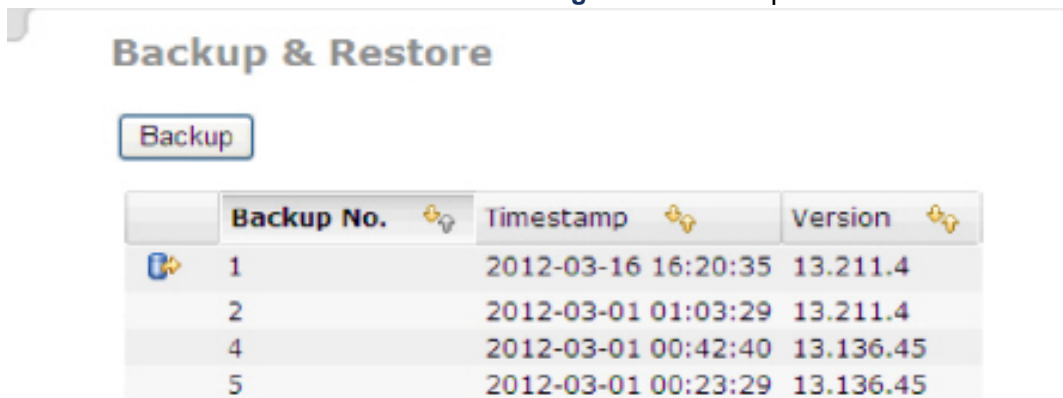 Backup & Restore
Backup
Backup No. Timestamp Version
1 2012-03-16 16:20:35 13.211.4
2 2012-03-01 01:03:29 13.211.4
4 2012-03-01 00:42:40 13.136.45
5 2012-03-01 00:23:29 13.136.45